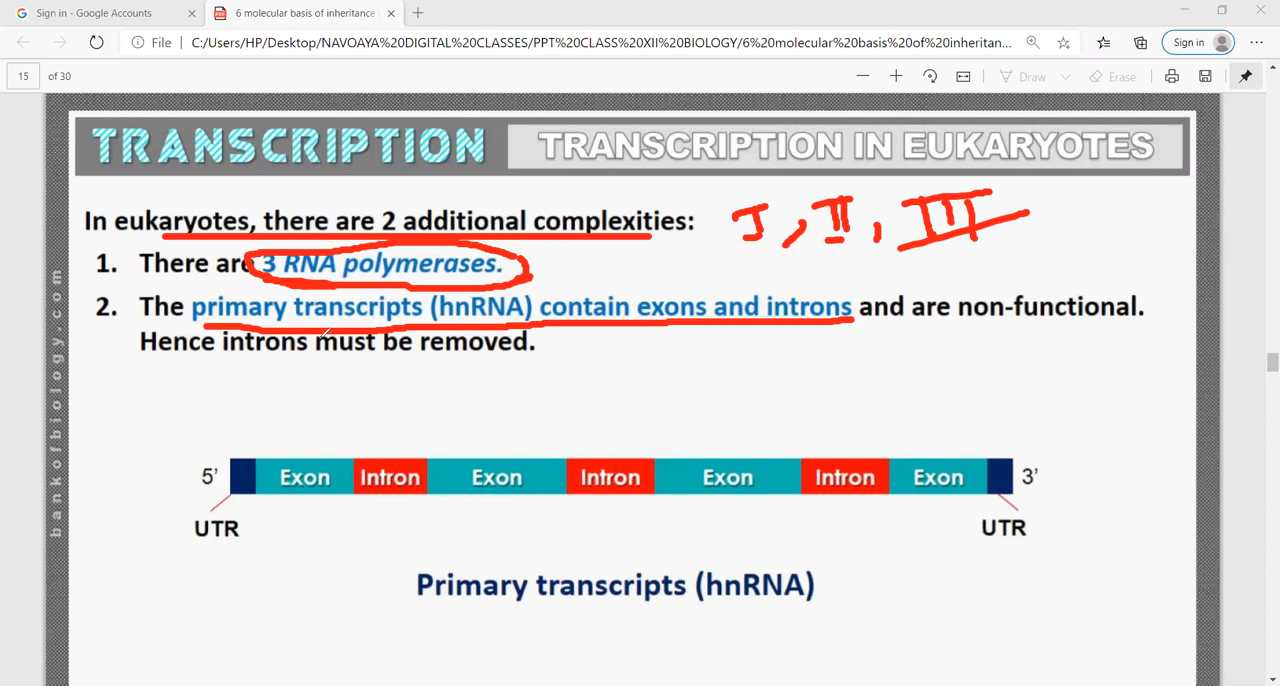 Sign in - Google Accounts
6 molecular basis of inheritance
File
C:/Users/HP/Desktop/NAVOAYA%20DIGITAL%20CLASSES/PPT%20CLASS%20XII%20BIOLOGY/6%20molecular%20basis%20of%20inheritan...
Sign in
15 of 30
Draw
Erase
TRANSCRIPTION
TRANSCRIPTION IN EUKARYOTES
In eukaryotes, there are 2 additional complexities:
I, II, III
1. There are 3 RNA polymerases.
2. The primary transcripts (hnRNA) contain exons and introns and are non-functional.
Hence introns must be removed.
5’ Exon Intron Exon Intron Exon Intron Exon 3’
UTR UTR
Primary transcripts (hnRNA)
bankofbiology.com